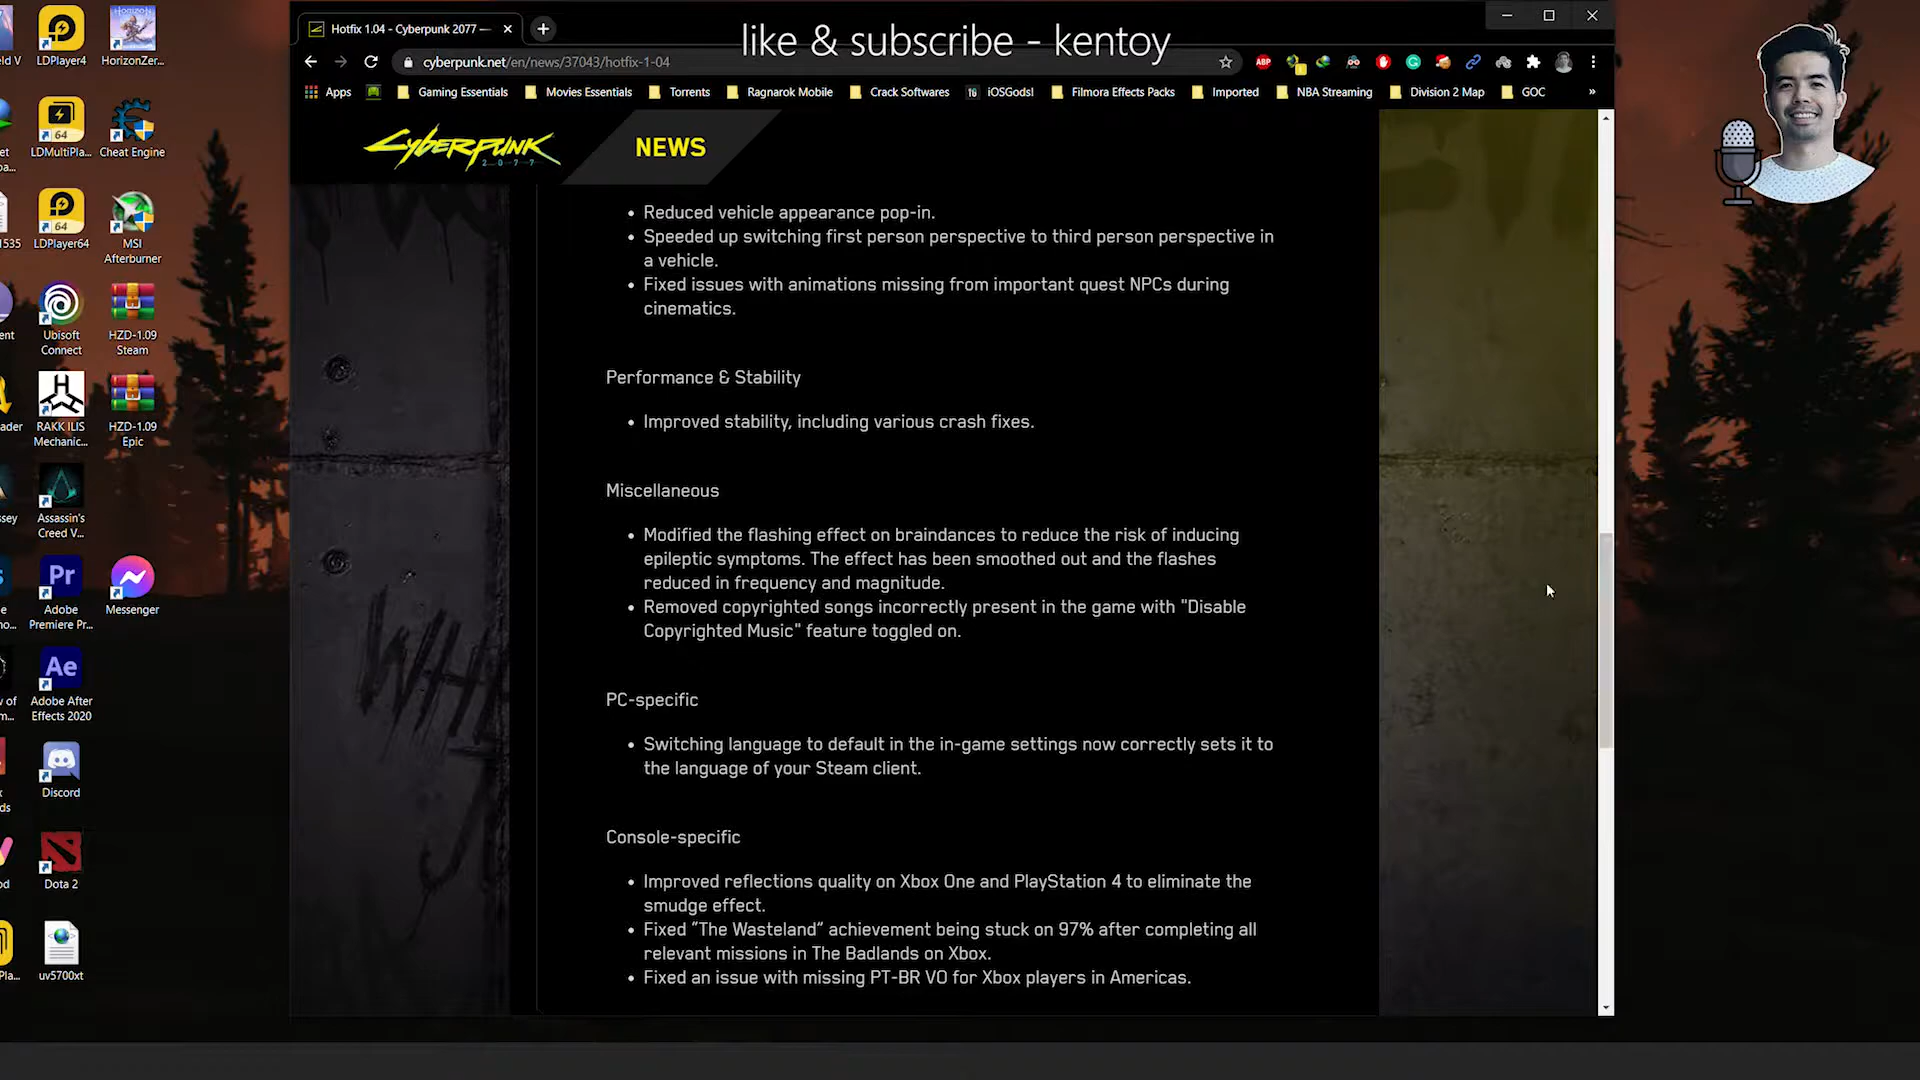 like & subscribe - kentoy
Hotfix 1.04 - Cyberpunk 2077 —
cyberpunk.net/en/news/37043/hotfix-1-04
ABP
Apps
Gaming Essentials
Movies Essentials
Torrents
Ragnarok Mobile
Crack Softwares
iOSGods!
Filmora Effects Packs
Imported
NBA Streaming
Division 2 Map
GOC
»
Cyberpunk
2077
NEWS
• Reduced vehicle appearance pop-in.
• Speeded up switching first person perspective to third person perspective in
a vehicle.
• Fixed issues with animations missing from important quest NPCs during
cinematics.
Performance & Stability
• Improved stability, including various crash fixes.
Miscellaneous
• Modified the flashing effect on braindances to reduce the risk of inducing
epileptic symptoms. The effect has been smoothed out and the flashes
reduced in frequency and magnitude.
• Removed copyrighted songs incorrectly present in the game with "Disable
Copyrighted Music" feature toggled on.
PC-specific
• Switching language to default in the in-game settings now correctly sets it to
the language of your Steam client.
Console-specific
• Improved reflections quality on Xbox One and PlayStation 4 to eliminate the
smudge effect.
• Fixed “The Wasteland” achievement being stuck on 97% after completing all
relevant missions in The Badlands on Xbox.
• Fixed an issue with missing PT-BR VO for Xbox players in Americas.
LDPlayer4
HorizonZer...
64
LDMultiPla...
Cheat Engine
64
LDPlayer64
MSI
Afterburner
Ubisoft
Connect
HZD-1.09
Steam
RAKK ILIS
Mechanic...
HZD-1.09
Epic
Assassin's
Creed V...
Pr
Adobe
Premiere Pr...
Messenger
Ae
Adobe After
Effects 2020
Discord
Dota 2
uv5700xt